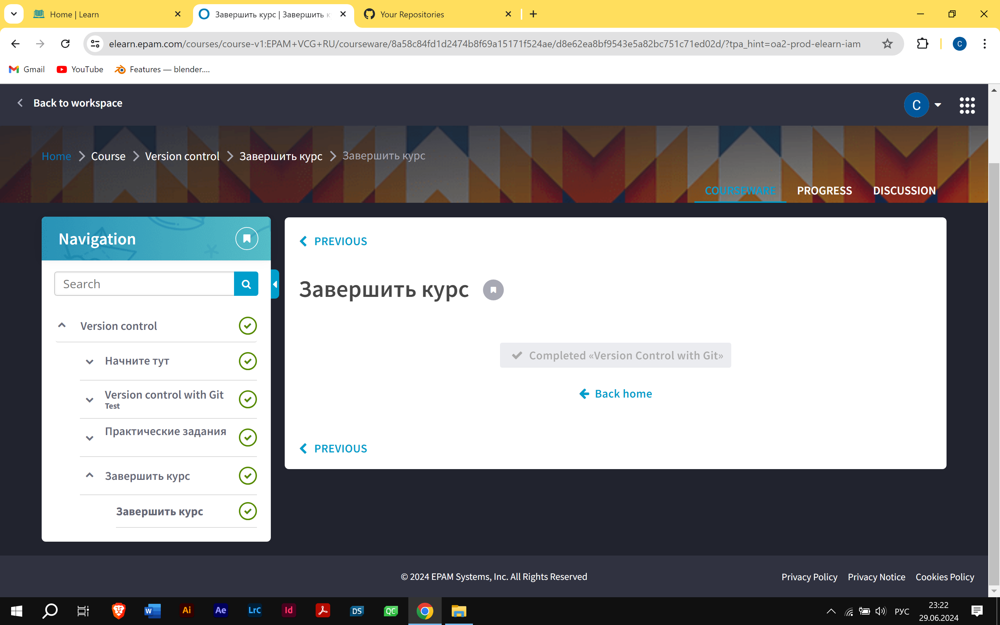 Home | Learn
Завершить курс | Завершить к
Your Repositories
elearn.epam.com/courses/course-v1:EPAM+VCG+RU/courseware/8a58c84fd1d2474b8f69a15171f524ae/d8e62ea8bf9543e5a82bc751c71ed02d/?tpa_hint=oa2-prod-elearn-iam
C
Gmail
YouTube
Features — blender....
Back to workspace
C
Home
Course
Version control
Завершить курс
Завершить курс
COURSEWARE
PROGRESS
DISCUSSION
Navigation
Search
Version control
Начните тут
Version control with Git
Test
Практические задания
Завершить курс
Завершить курс
PREVIOUS
Завершить курс
Completed «Version Control with Git»
Back home
PREVIOUS
© 2024 EPAM Systems, Inc. All Rights Reserved
Privacy Policy
Privacy Notice
Cookies Policy
W
Ai
Ae
LrC
Id
DS
QC
РУС
23:22
29.06.2024